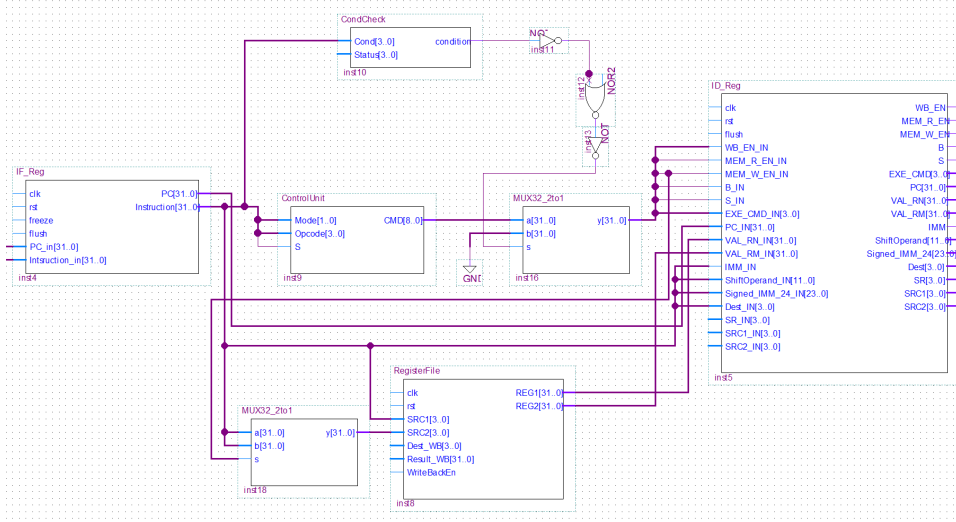 CondCheck
Cond[3..0]
condition
Status[3..0]
inst10
NOT
inst11
inst12
NOR2
inst13
NOT
IF_Reg
clk
PC[31..0]
rst
Instruction[31..0]
freeze
flush
PC_in[31..0]
Intsruction_in[31..0]
inst4
ControlUnit
Mode[1..0]
CMD[8..0]
Opcode[3..0]
S
inst9
GND
MUX32_2to1
a[31..0]
y[31..0]
b[31..0]
s
inst16
ID_Reg
clk
WB_EN
rst
MEM_R_EN
flush
MEM_W_EN
WB_EN_IN
B
MEM_R_EN_IN
S
MEM_W_EN_IN
EXE_CMD[3..0]
B_IN
PC[31..0]
S_IN
VAL_RN[31..0]
EXE_CMD_IN[3..0]
VAL_RM[31..0]
PC_IN[31..0]
IMM
VAL_RN_IN[31..0]
ShiftOperand[11..0]
VAL_RM_IN[31..0]
Signed_IMM_24[23..0]
IMM_IN
Dest[3..0]
ShiftOperand_IN[11..0]
SR[3..0]
Signed_IMM_24_IN[23..0]
SRC1[3..0]
Dest_IN[3..0]
SRC2[3..0]
SR_IN[3..0]
SRC1_IN[3..0]
SRC2_IN[3..0]
inst5
RegisterFile
clk
REG1[31..0]
rst
REG2[31..0]
SRC1[3..0]
SRC2[3..0]
Dest_WB[3..0]
Result_WB[31..0]
WriteBackEn
inst8
MUX32_2to1
a[31..0]
y[31..0]
b[31..0]
s
inst18